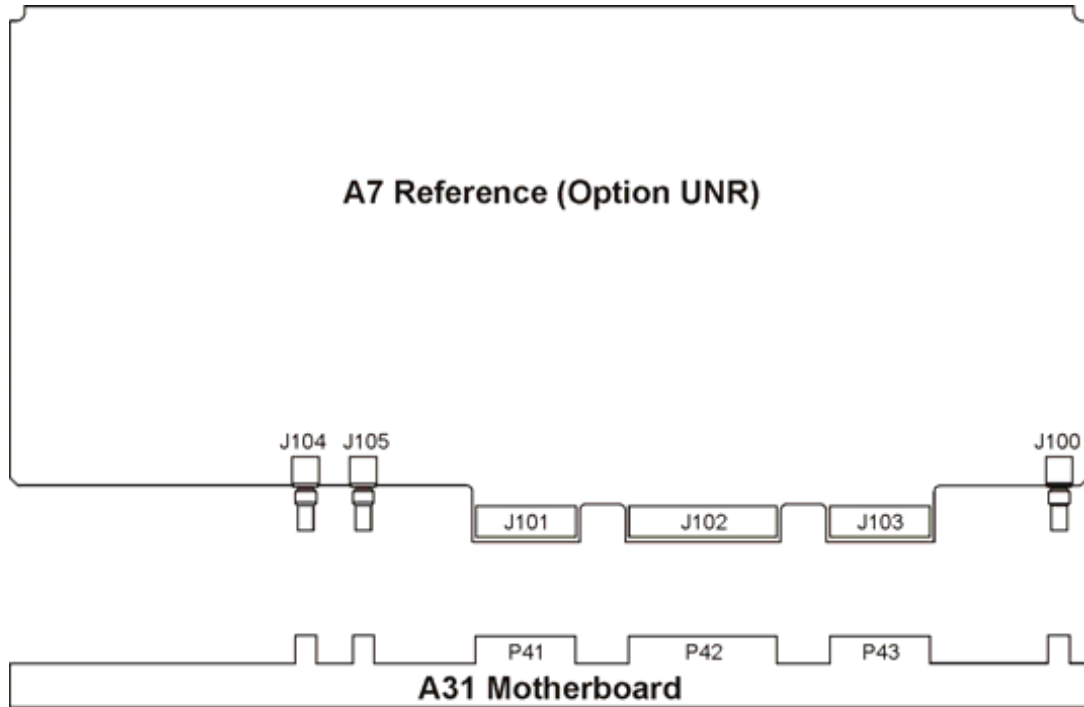 A7 Reference (Option UNR)
J104 J105 J100
J101 J102 J103
P41 P42 P43
A31 Motherboard